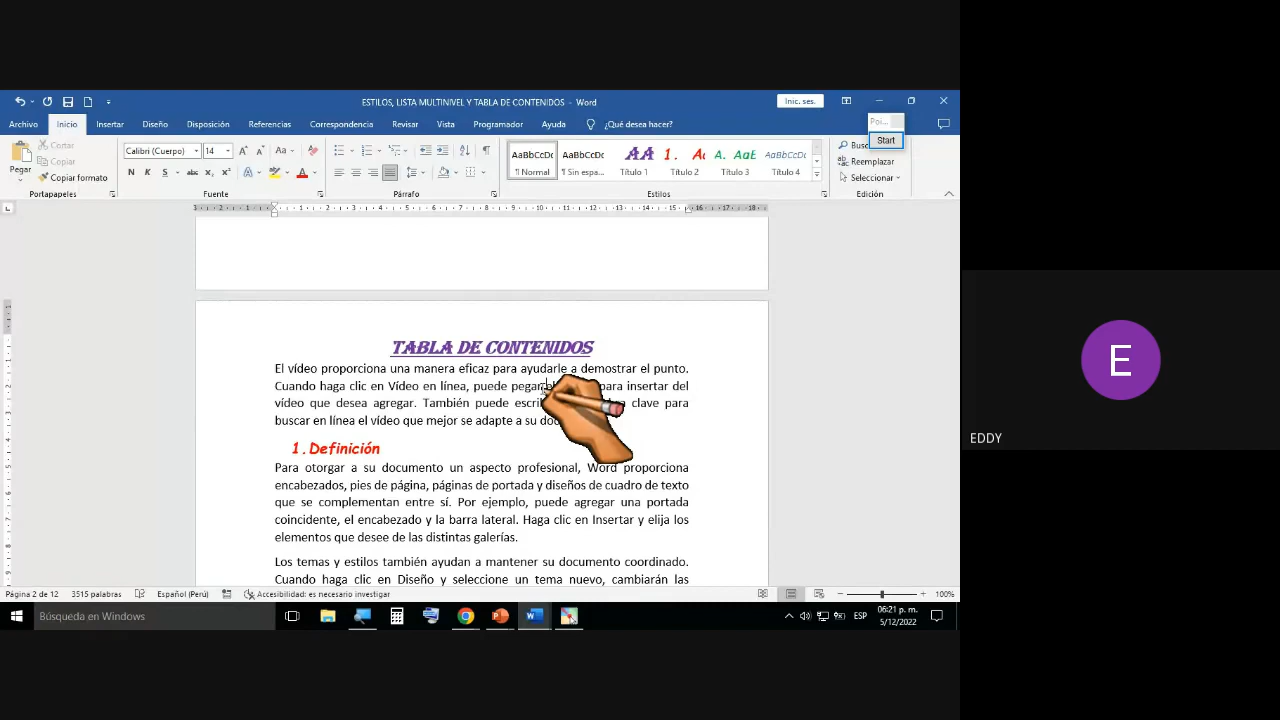 ESTILOS, LISTA MULTINIVEL Y TABLA DE CONTENIDOS - Word
Inic. ses.
Archivo Inicio Insertar Diseño Disposición Referencias Correspondencia Revisar Vista Programador Ayuda ¿Qué desea hacer?
Poi...
Start
Pegar
Cortar
Copiar
Copiar formato
Portapapeles
Calibri (Cuerpo) 14
N K S
Fuente
Párrafo
AaBbCcDc AaBbCcDc AA 1. Ac A. AaE AaBbCcDc
¶ Normal ¶ Sin espa... Título 1 Título 2 Título 3 Título 4
Estilos
Reemplazar
Seleccionar
Edición
TABLA DE CONTENIDOS
El vídeo proporciona una manera eficaz para ayudarle a demostrar el punto.
Cuando haga clic en Vídeo en línea, puede pegar para insertar del
vídeo que desea agregar. También puede clave para
buscar en línea el vídeo que mejor se adapte a su
1. Definición
Para otorgar a su documento un aspecto profesional, Word proporciona
encabezados, pies de página, páginas de portada y diseños de cuadro de texto
que se complementan entre sí. Por ejemplo, puede agregar una portada
coincidente, el encabezado y la barra lateral. Haga clic en Insertar y elija los
elementos que desee de las distintas galerías.
Los temas y estilos también ayudan a mantener su documento coordinado.
Cuando haga clic en Diseño y seleccione un tema nuevo, cambiarán las
Página 2 de 12 3515 palabras Español (Perú) Accesibilidad: es necesario investigar 100%
Búsqueda en Windows
ESP
06:21 p. m.
5/12/2022
E
EDDY